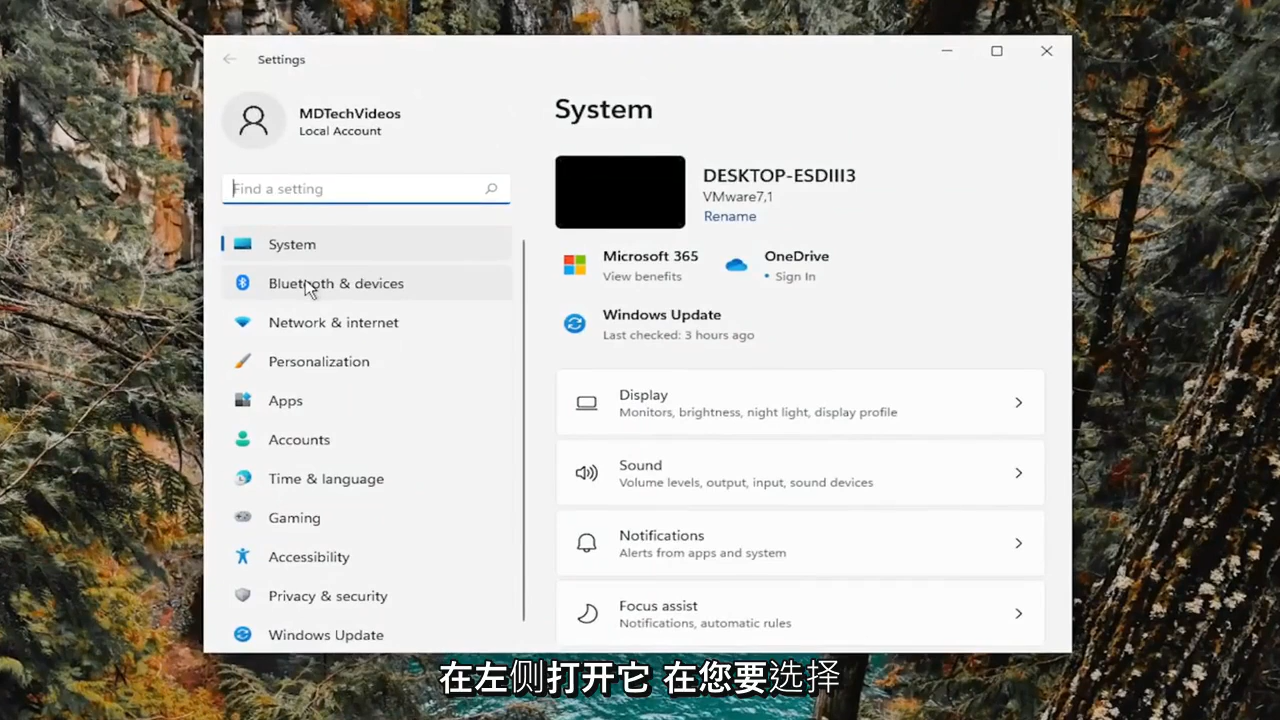 Settings
MDTechVideos
Local Account
Find a setting
System
Bluetooth & devices
Network & internet
Personalization
Apps
Accounts
Time & language
Gaming
Accessibility
Privacy & security
Windows Update
System
DESKTOP-ESDIII3
VMware7,1
Rename
Microsoft 365
View benefits
OneDrive
• Sign In
Windows Update
Last checked: 3 hours ago
Display
Monitors, brightness, night light, display profile
Sound
Volume levels, output, input, sound devices
Notifications
Alerts from apps and system
Focus assist
Notifications, automatic rules
在左侧打开它 在您要选择